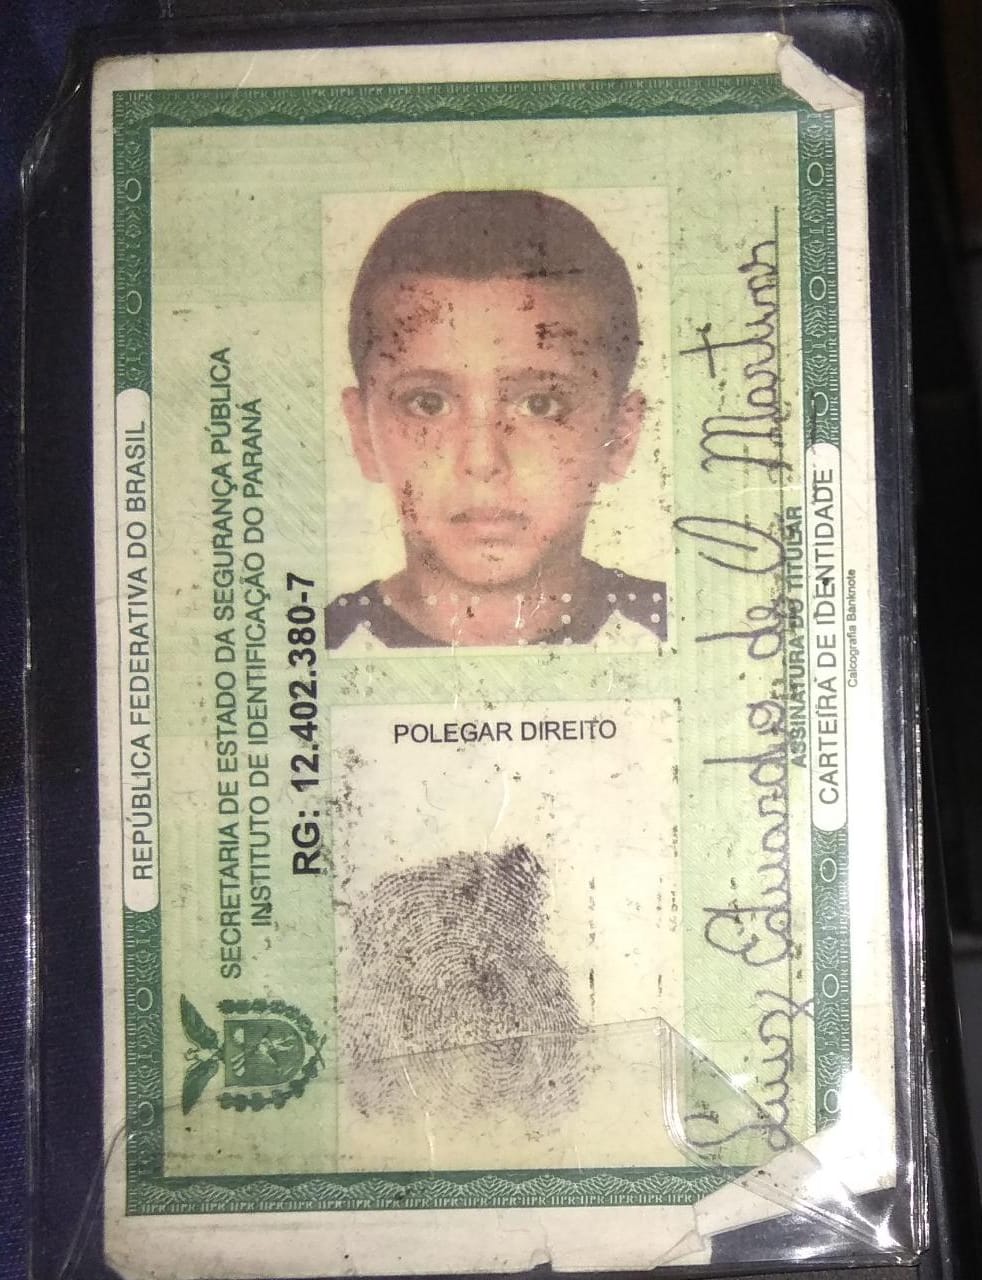 REPÚBLICA FEDERATIVA DO BRASIL
SECRETARIA DE ESTADO DA SEGURANÇA PÚBLICA
INSTITUTO DE IDENTIFICAÇÃO DO PARANÁ
RG: 12.402.380-7
POLEGAR DIREITO
Luiz Eduardo de O Martins
ASSINATURA DO TITULAR
CARTEIRA DE IDENTIDADE
Calcografia Banknote